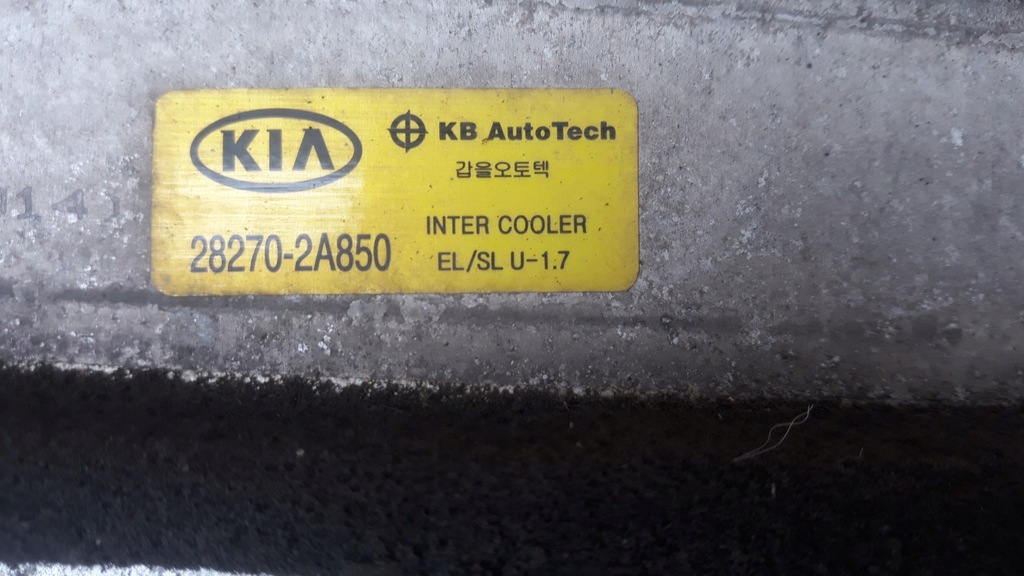 KIA
KB AutoTech
갑을오토텍
INTER COOLER
28270-2A850
EL/SL U-1.7